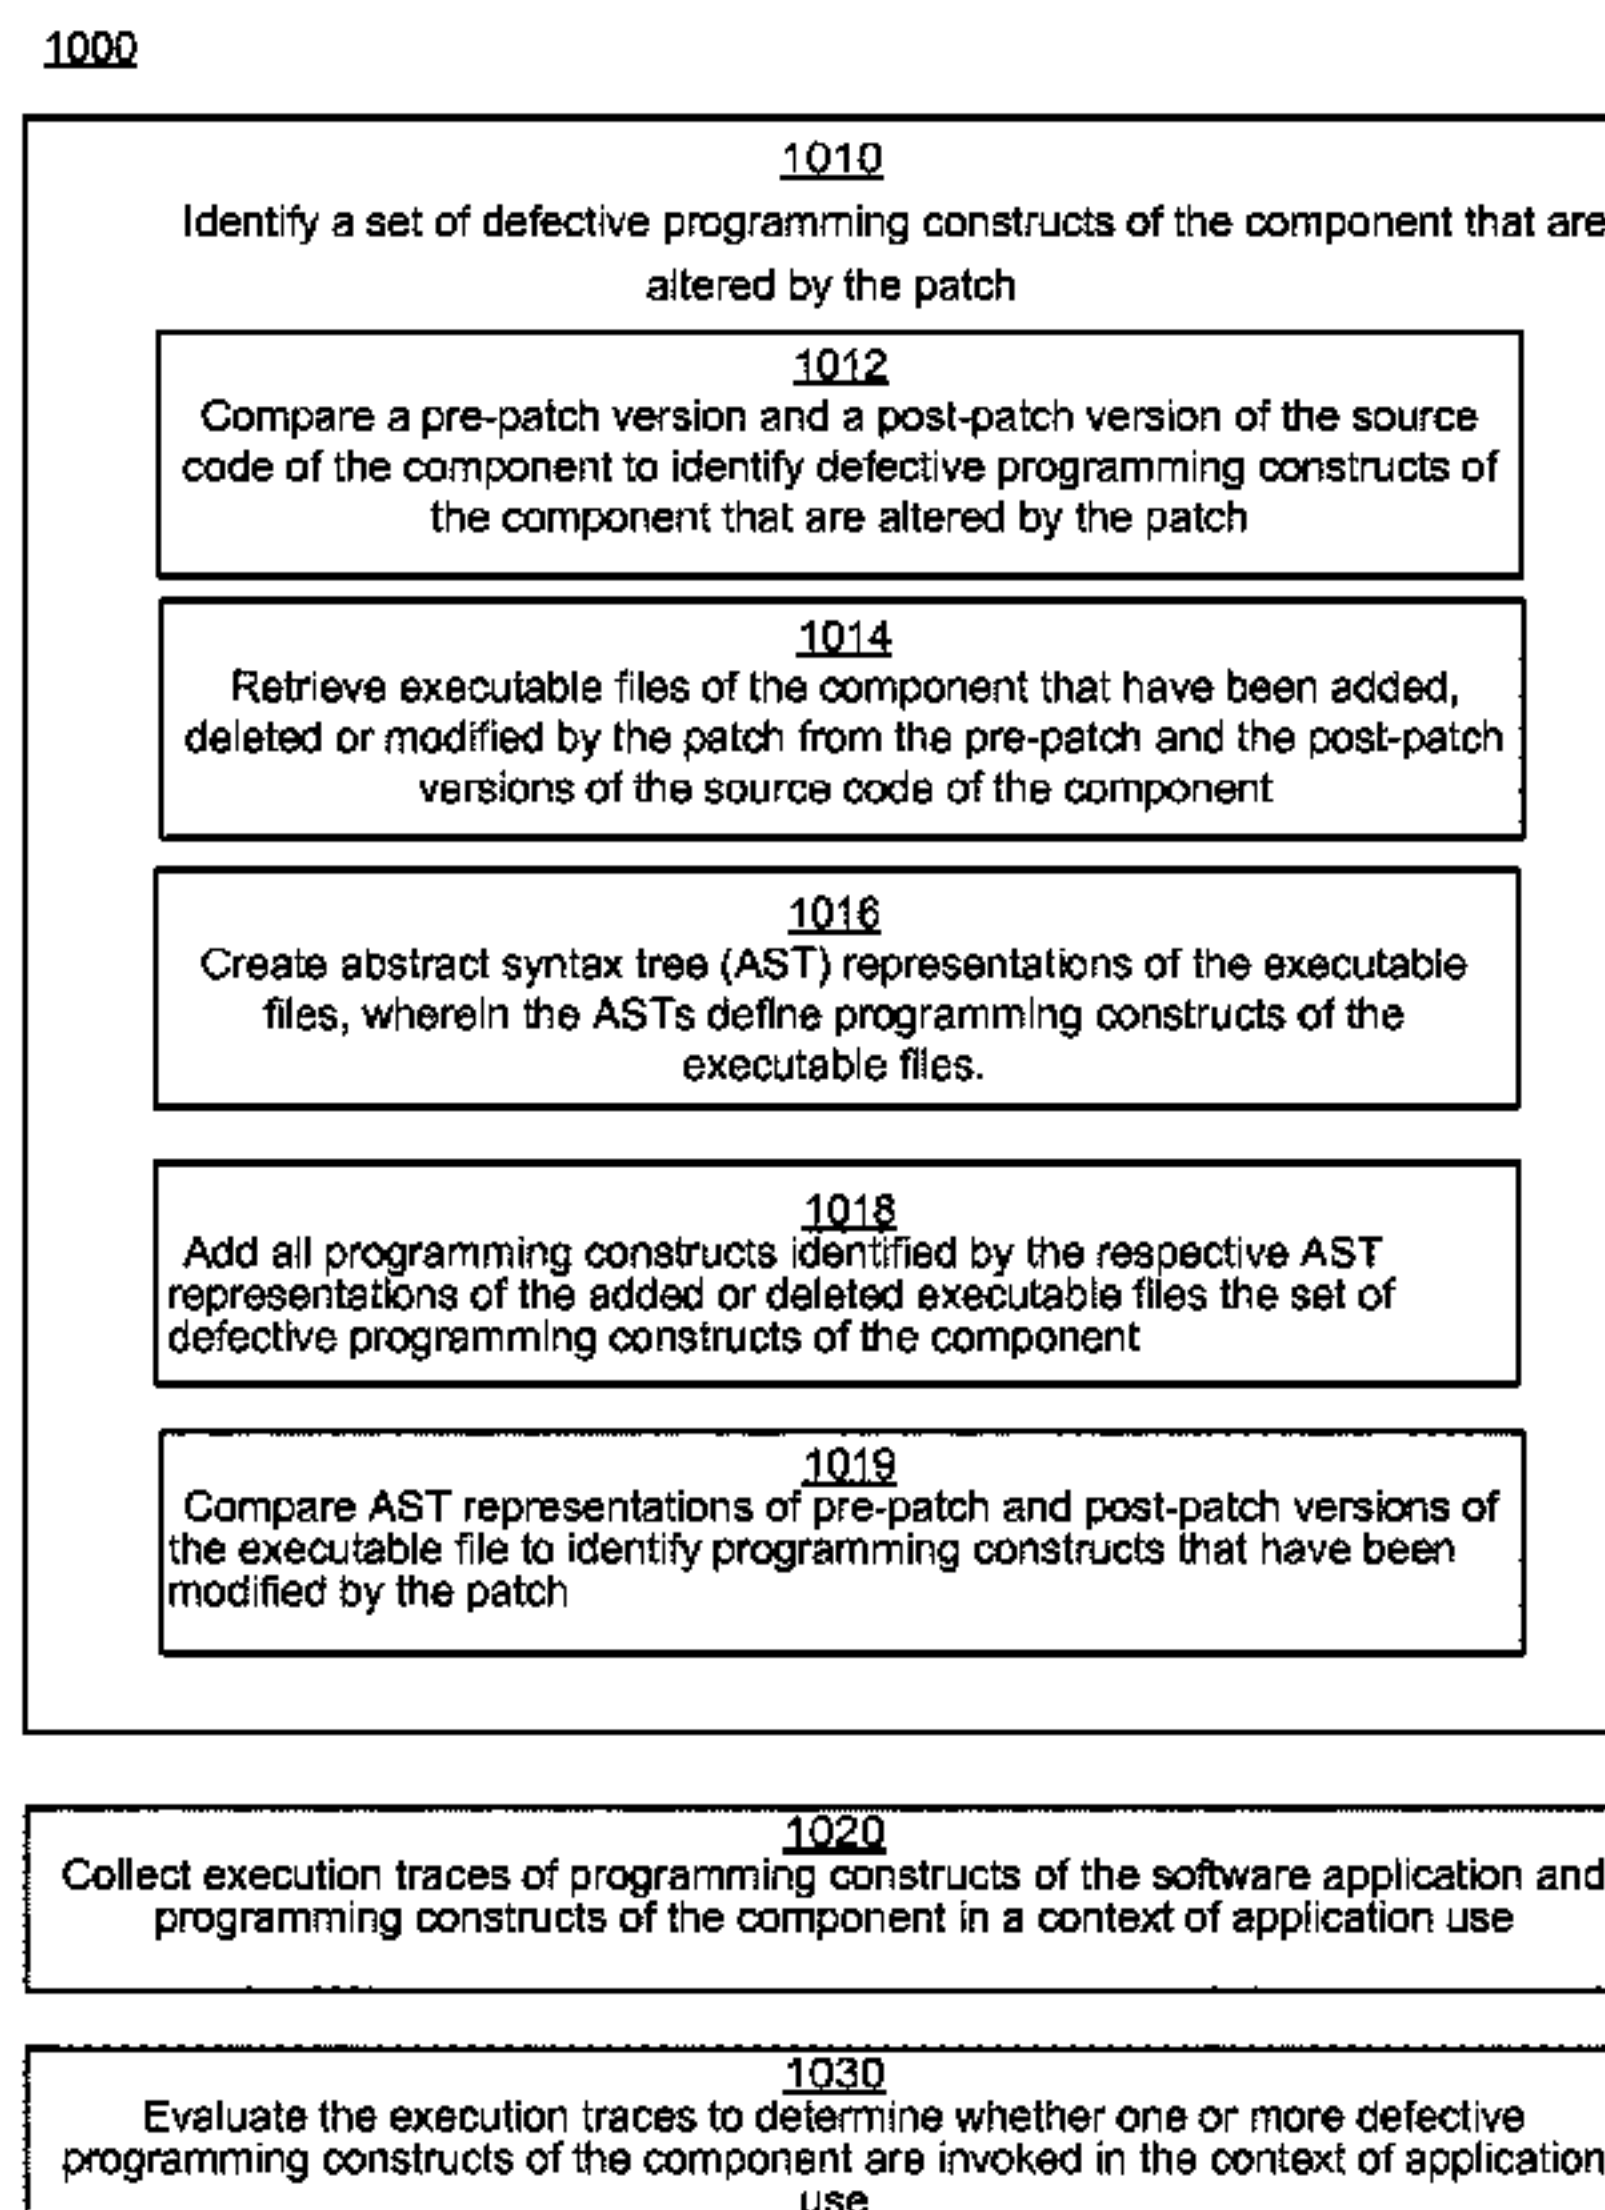 1000
1010
Identify a set of defective programming constructs of the component that are
altered by the patch
1012
Compare a pre-patch version and a post-patch version of the source
code of the component to identify defective programming constructs of
the component that are altered by the patch
1014
Retrieve executable files of the component that have been added,
deleted or modified by the patch from the pre-patch and the post-patch
versions of the source code of the component
1016
Create abstract syntax tree (AST) representations of the executable
files, wherein the ASTs define programming constructs of the
executable files.
1018
Add all programming constructs identified by the respective AST
representations of the added or deleted executable files the set of
defective programming constructs of the component
1019
Compare AST representations of pre-patch and post-patch versions of
the executable file to identify programming constructs that have been
modified by the patch
1020
Collect execution traces of programming constructs of the software application and
programming constructs of the component in a context of application use
1030
Evaluate the execution traces to determine whether one or more defective
programming constructs of the component are invoked in the context of application
use